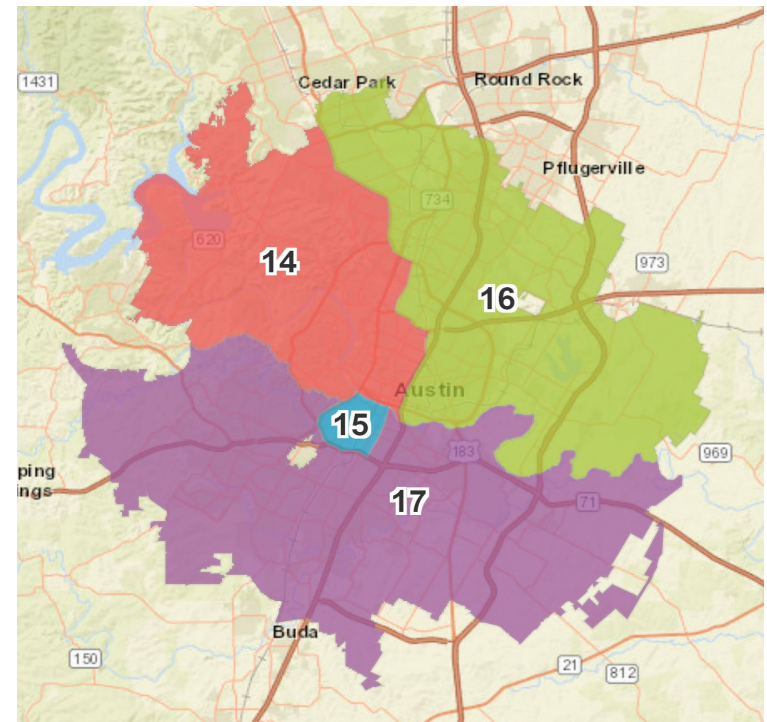 1431
Cedar Park
Round Rock
Pflugerville
734
620
14
973
16
Austin
15
183
969
ping
ings
17
71
Buda
150
21
812